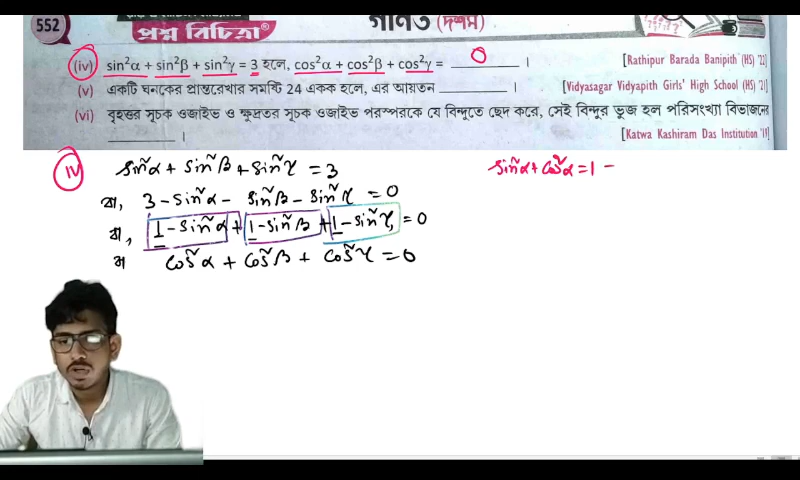 552
গণিত (দশম)
প্রশ্ন বিচিত্রা®
(iv) sin²α + sin²β + sin²γ = 3 হলে, cos²α + cos²β + cos²γ = 0 । [Rathipur Barada Banipith (HS) '22]
(v) একটি ঘনকের প্রান্তরেখার সমষ্টি 24 একক হলে, এর আয়তন __________ । [Vidyasagar Vidyapith Girls' High School (HS) '21]
(vi) বৃহত্তর সূচক ওজাইভ ও ক্ষুদ্রতর সূচক ওজাইভ পরস্পরকে যে বিন্দুতে ছেদ করে, সেই বিন্দুর ভুজ হল পরিসংখ্যা বিভাজনের
__________ । [Katwa Kashiram Das Institution '18]
iv sin²α + sin²β + sin²γ = 3 sin²α + cos²α = 1 −
বা, 3 − sin²α − sin²β − sin²γ = 0
বা, 1 − sin²α + 1 − sin²β + 1 − sin²γ = 0
বা cos²α + cos²β + cos²γ = 0